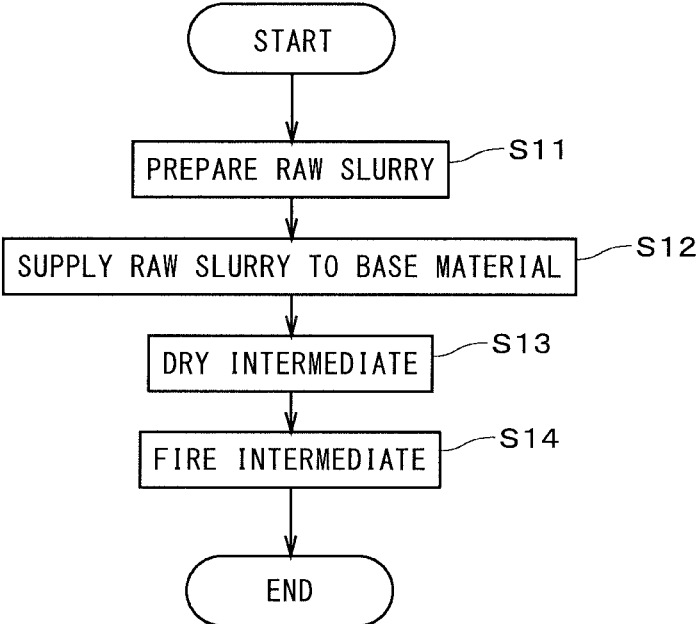 START
PREPARE RAW SLURRY
S11
SUPPLY RAW SLURRY TO BASE MATERIAL
S12
DRY INTERMEDIATE
S13
FIRE INTERMEDIATE
S14
END